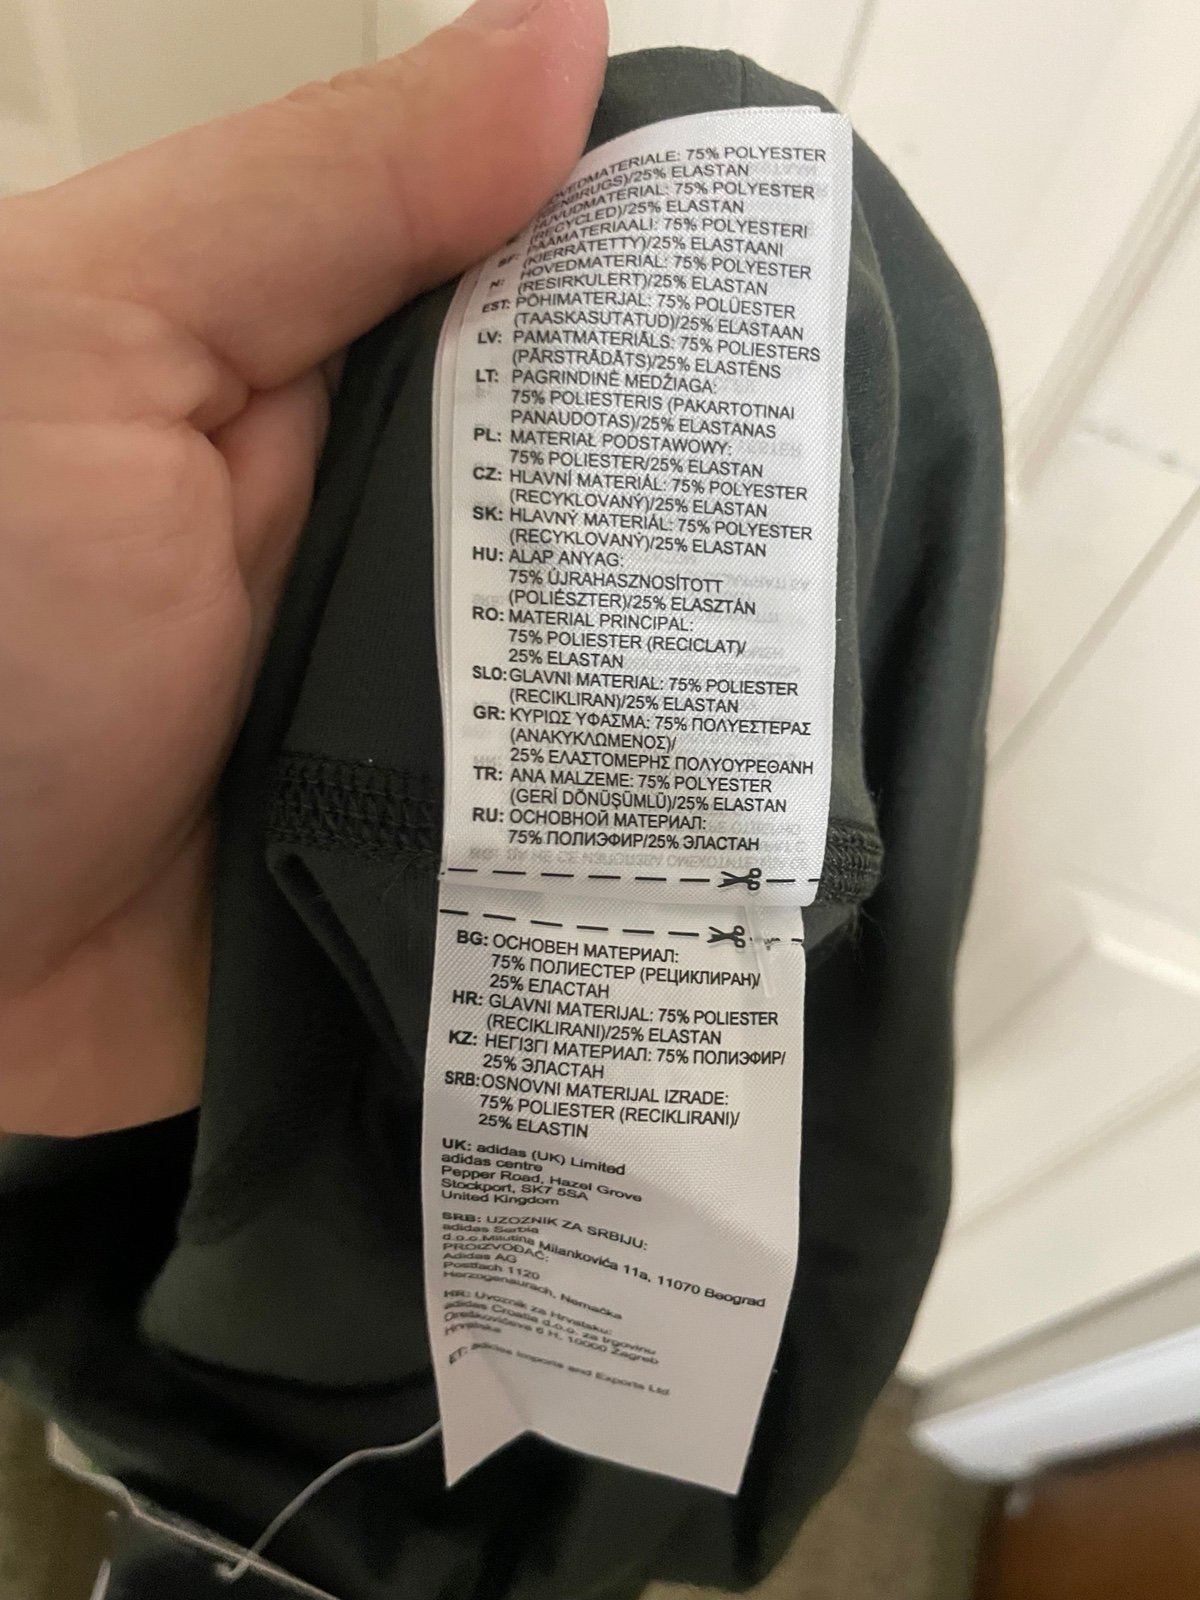 HOVEDMATERIALE: 75% POLYESTER
(GENBRUGS)/25% ELASTAN
HUVUDMATERIAL: 75% POLYESTER
(RECYCLED)/25% ELASTAN
SF: PÄÄMATERIAALI: 75% POLYESTERI
(KIERRÄTETTY)/25% ELASTAANI
N: HOVEDMATERIAL: 75% POLYESTER
(RESIRKULERT)/25% ELASTAN
EST: PÕHIMATERJAL: 75% POLÜESTER
(TAASKASUTATUD)/25% ELASTAAN
LV: PAMATMATERIĀLS: 75% POLIESTERS
(PĀRSTRĀDĀTS)/25% ELASTĒNS
LT: PAGRINDINĖ MEDŽIAGA:
75% POLIESTERIS (PAKARTOTINAI
PANAUDOTAS)/25% ELASTANAS
PL: MATERIAŁ PODSTAWOWY:
75% POLIESTER/25% ELASTAN
CZ: HLAVNÍ MATERIÁL: 75% POLYESTER
(RECYKLOVANÝ)/25% ELASTAN
SK: HLAVNÝ MATERIÁL: 75% POLYESTER
(RECYKLOVANÝ)/25% ELASTAN
HU: ALAP ANYAG:
75% ÚJRAHASZNOSÍTOTT
(POLIÉSZTER)/25% ELASZTÁN
RO: MATERIAL PRINCIPAL:
75% POLIESTER (RECICLAT)/
25% ELASTAN
SLO: GLAVNI MATERIAL: 75% POLIESTER
(RECIKLIRAN)/25% ELASTAN
GR: ΚΥΡΙΩΣ ΥΦΑΣΜΑ: 75% ΠΟΛΥΕΣΤΕΡΑΣ
(ΑΝΑΚΥΚΛΩΜΕΝΟΣ)/
25% ΕΛΑΣΤΟΜΕΡΗΣ ΠΟΛΥΟΥΡΕΘΑΝΗ
TR: ANA MALZEME: 75% POLYESTER
(GERİ DÖNÜŞÜMLÜ)/25% ELASTAN
RU: ОСНОВНОЙ МАТЕРИАЛ:
75% ПОЛИЭФИР/25% ЭЛАСТАН
BG: ОСНОВЕН МАТЕРИАЛ:
75% ПОЛИЕСТЕР (РЕЦИКЛИРАН)/
25% ЕЛАСТАН
HR: GLAVNI MATERIJAL: 75% POLIESTER
(RECIKLIRANI)/25% ELASTAN
KZ: НЕГІЗГІ МАТЕРИАЛ: 75% ПОЛИЭФИР/
25% ЭЛАСТАН
SRB: OSNOVNI MATERIJAL IZRADE:
75% POLIESTER (RECIKLIRANI)/
25% ELASTIN
UK: adidas (UK) Limited
adidas centre
Pepper Road, Hazel Grove
Stockport, SK7 5SA
United Kingdom
SRB: UZOZNIK ZA SRBIJU:
adidas Serbia
d.o.o.Milutina Milankovića 11a, 11070 Beograd
PROIZVOĐAČ:
Adidas AG
Postfach 1120
Herzogenaurach, Nemačka
HR: Uvoznik za Hrvatsku:
adidas Croatia d.o.o. za trgovinu
Oreškovićeva 6 H, 10000 Zagreb
Hrvatska
ET: adidas Imports and Exports Ltd